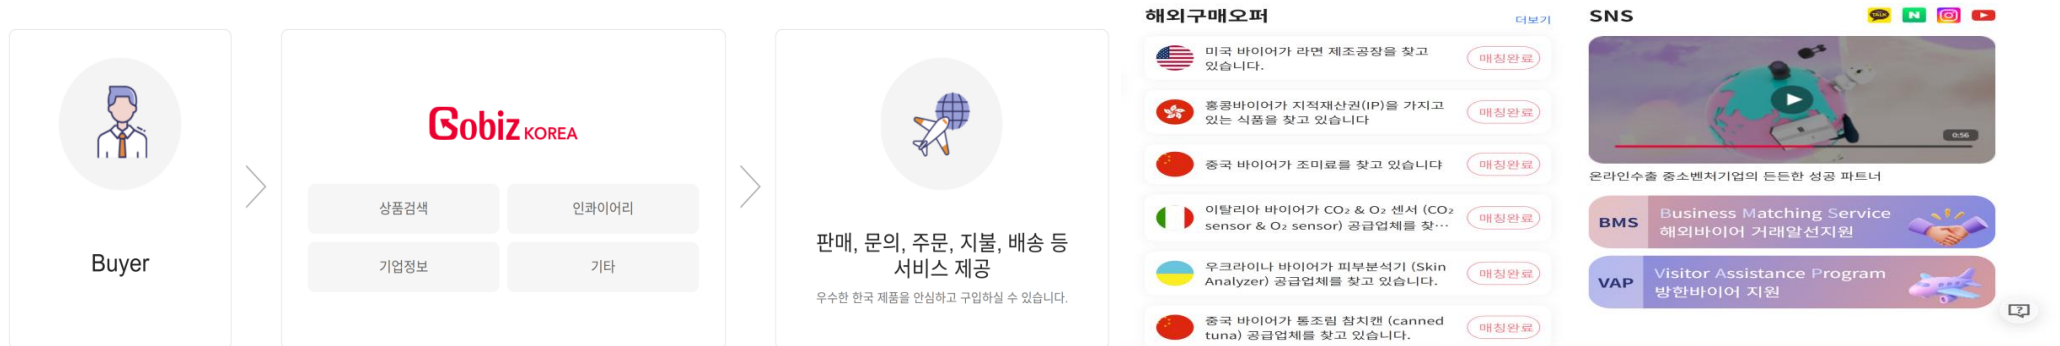 Buyer
Gobiz KOREA
상품검색
인콰이어리
기업정보
기타
판매, 문의, 주문, 지불, 배송 등
서비스 제공
우수한 한국 제품을 안심하고 구입하실 수 있습니다.
해외구매오퍼
더보기
미국 바이어가 라면 제조공장을 찾고
있습니다.
매칭완료
홍콩바이어가 지적재산권(IP)을 가지고
있는 식품을 찾고 있습니다
매칭완료
중국 바이어가 조미료를 찾고 있습니댜
매칭완료
이탈리아 바이어가 CO₂ & O₂ 센서 (CO₂
sensor & O₂ sensor) 공급업체를 찾…
매칭완료
우크라이나 바이어가 피부분석기 (Skin
Analyzer) 공급업체를 찾고 있습니다.
매칭완료
중국 바이어가 통조림 참치캔 (canned
tuna) 공급업체를 찾고 있습니다.
매칭완료
SNS
TALK
N
0:56
온라인수출 중소벤처기업의 든든한 성공 파트너
BMS
Business Matching Service
해외바이어 거래알선지원
VAP
Visitor Assistance Program
방한바이어 지원
?